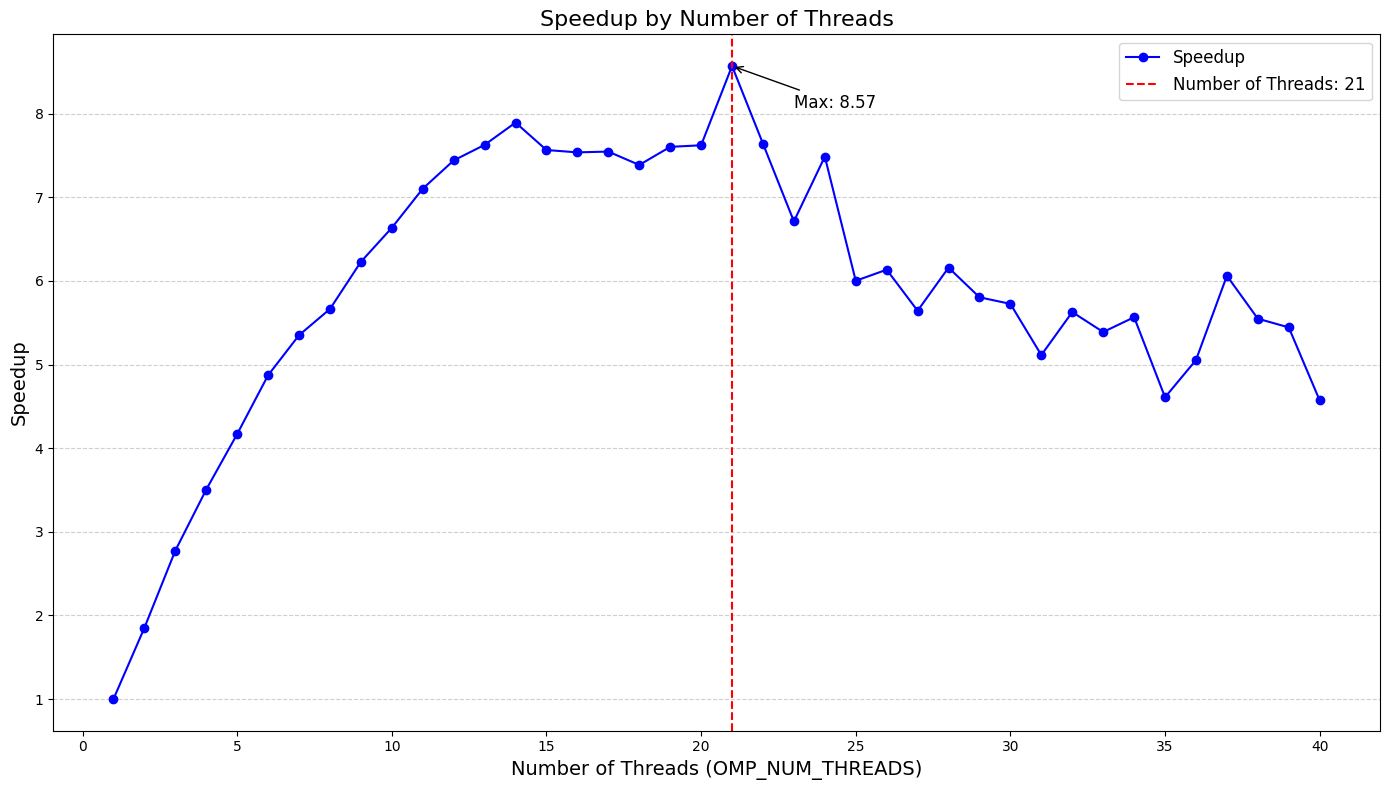 Speedup by Number of Threads
Speedup
Number of Threads: 21
Max: 8.57
8
7
6
5
4
3
2
1
Speedup
0 5 10 15 20 25 30 35 40
Number of Threads (OMP_NUM_THREADS)